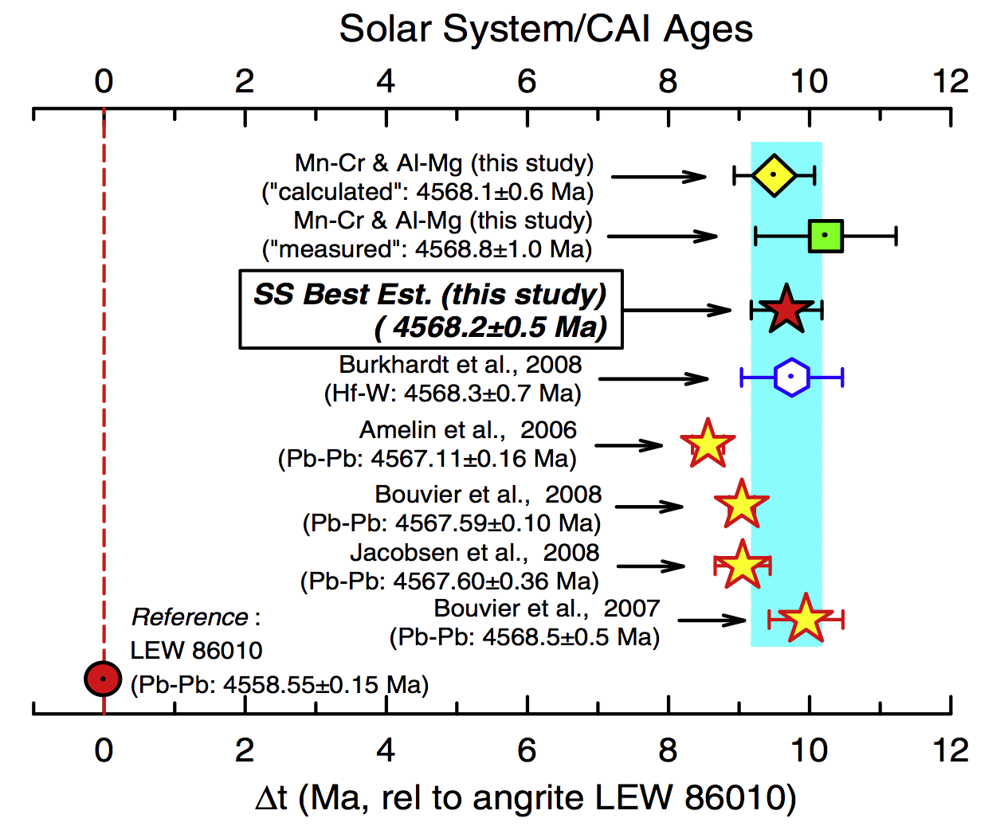 Solar System/CAI Ages
0 2 4 6 8 10 12
Mn-Cr & Al-Mg (this study)
("calculated": 4568.1±0.6 Ma)
Mn-Cr & Al-Mg (this study)
("measured": 4568.8±1.0 Ma)
SS Best Est. (this study)
( 4568.2±0.5 Ma)
Burkhardt et al., 2008
(Hf-W: 4568.3±0.7 Ma)
Amelin et al., 2006
(Pb-Pb: 4567.11±0.16 Ma)
Bouvier et al., 2008
(Pb-Pb: 4567.59±0.10 Ma)
Jacobsen et al., 2008
(Pb-Pb: 4567.60±0.36 Ma)
Bouvier et al., 2007
(Pb-Pb: 4568.5±0.5 Ma)
Reference :
LEW 86010
(Pb-Pb: 4558.55±0.15 Ma)
0 2 4 6 8 10 12
Δt (Ma, rel to angrite LEW 86010)